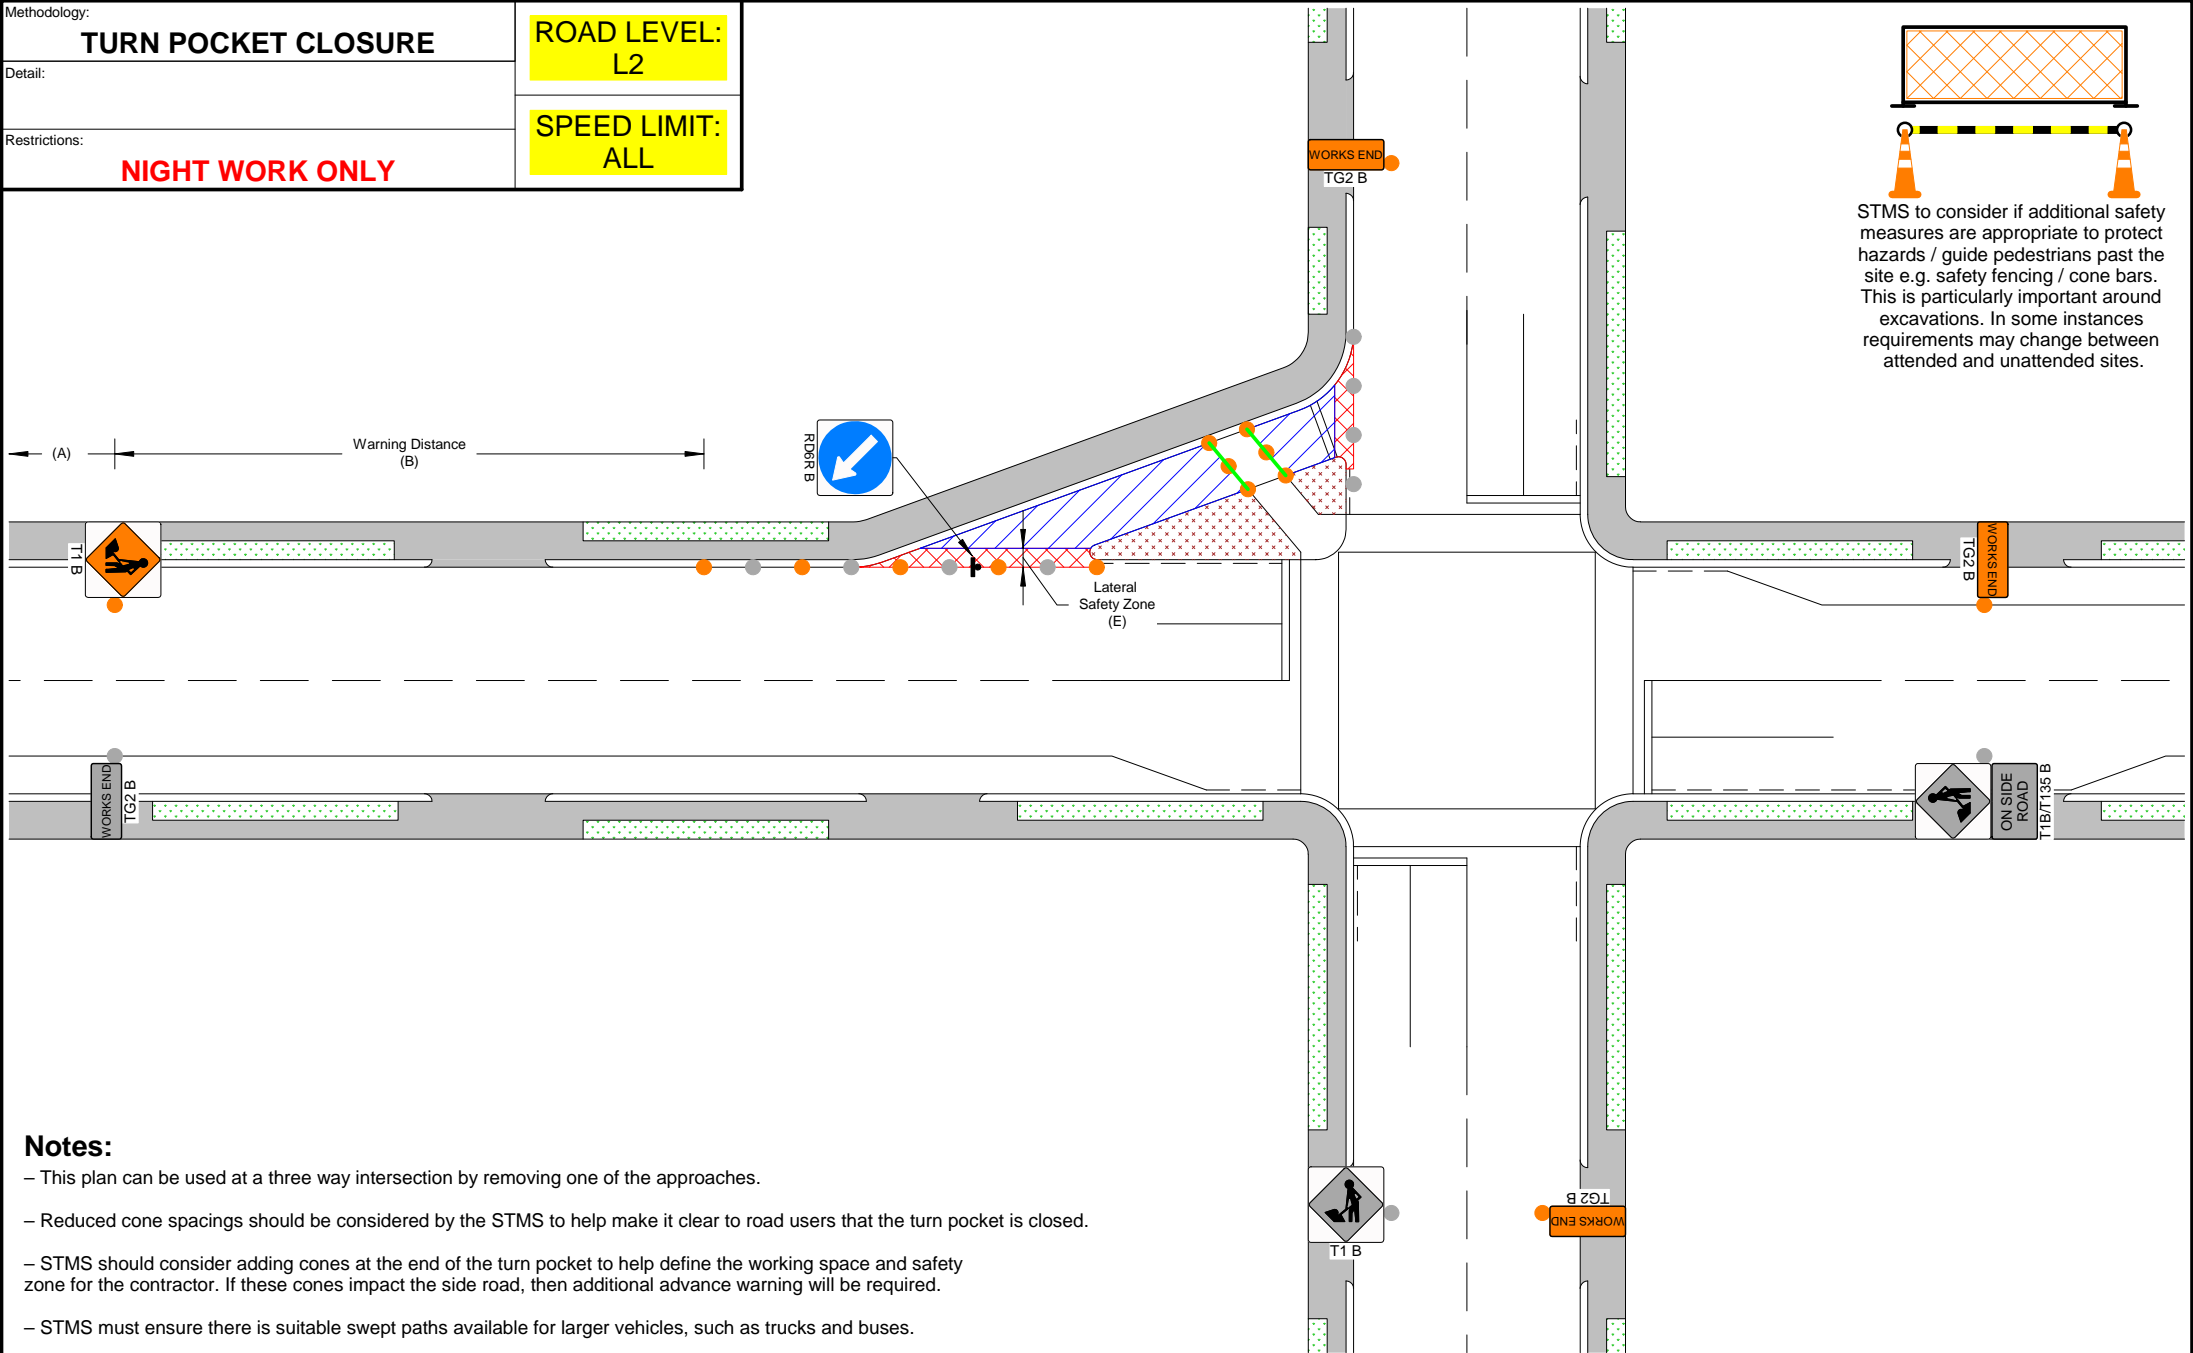 Methodology:
TURN POCKET CLOSURE
Detail:
Restrictions:
NIGHT WORK ONLY
ROAD LEVEL:
L2
SPEED LIMIT:
ALL
STMS to consider if additional safety
measures are appropriate to protect
hazards / guide pedestrians past the
site e.g. safety fencing / cone bars.
This is particularly important around
excavations. In some instances
requirements may change between
attended and unattended sites.
WORKS END
TG2 B
(A)
Warning Distance
(B)
RD6R B
T1 B
Lateral
Safety Zone
(E)
WORKS END
TG2 B
WORKS END
TG2 B
ON SIDE
ROAD
T1B/T135 B
T1 B
TG2 B
WORKS END
Notes:
– This plan can be used at a three way intersection by removing one of the approaches.
– Reduced cone spacings should be considered by the STMS to help make it clear to road users that the turn pocket is closed.
– STMS should consider adding cones at the end of the turn pocket to help define the working space and safety
zone for the contractor. If these cones impact the side road, then additional advance warning will be required.
– STMS must ensure there is suitable swept paths available for larger vehicles, such as trucks and buses.